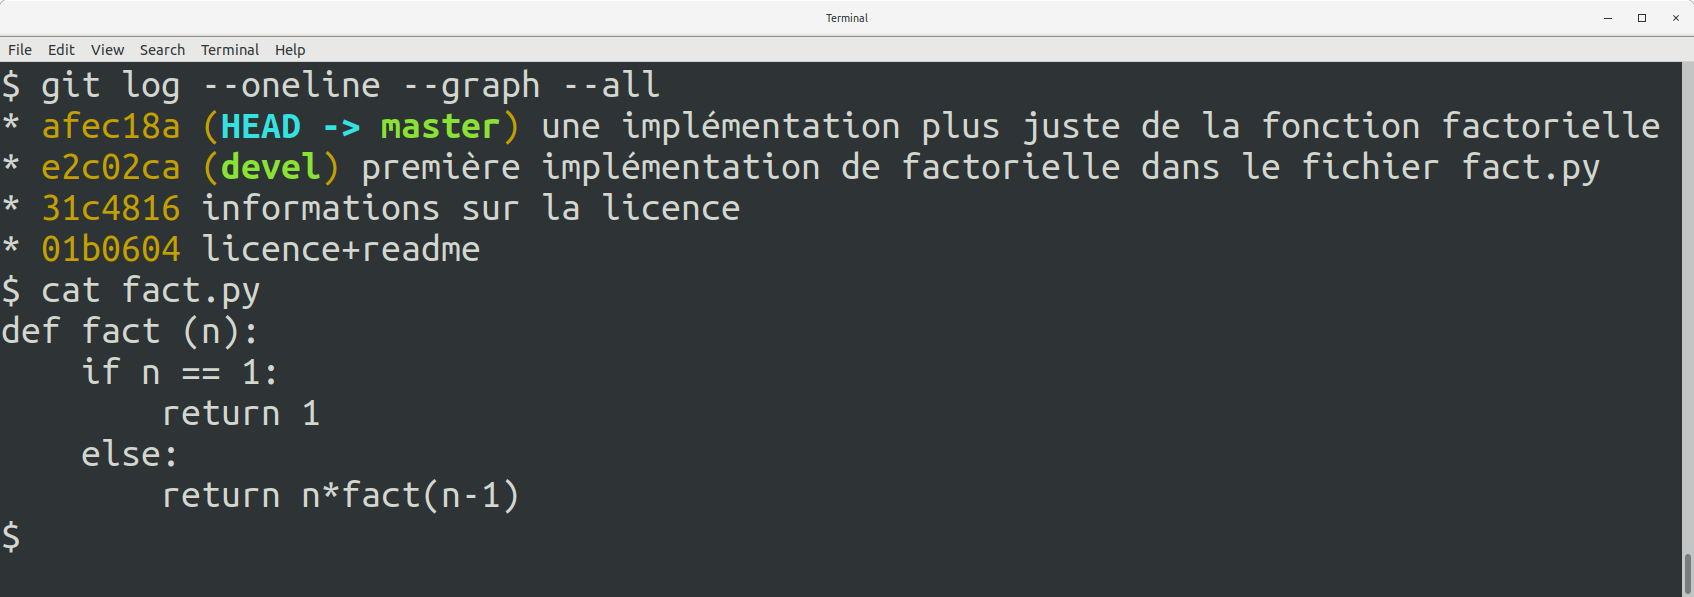 Terminal
File Edit View Search Terminal Help
$ git log --oneline --graph --all
* afec18a (HEAD -> master) une implémentation plus juste de la fonction factorielle
* e2c02ca (devel) première implémentation de factorielle dans le fichier fact.py
* 31c4816 informations sur la licence
* 01b0604 licence+readme
$ cat fact.py
def fact (n):
    if n == 1:
        return 1
    else:
        return n*fact(n-1)
$